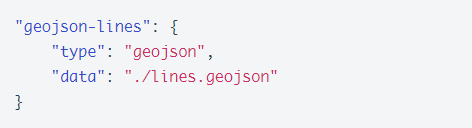 "geojson-lines": {
    "type": "geojson",
    "data": "./lines.geojson"
}